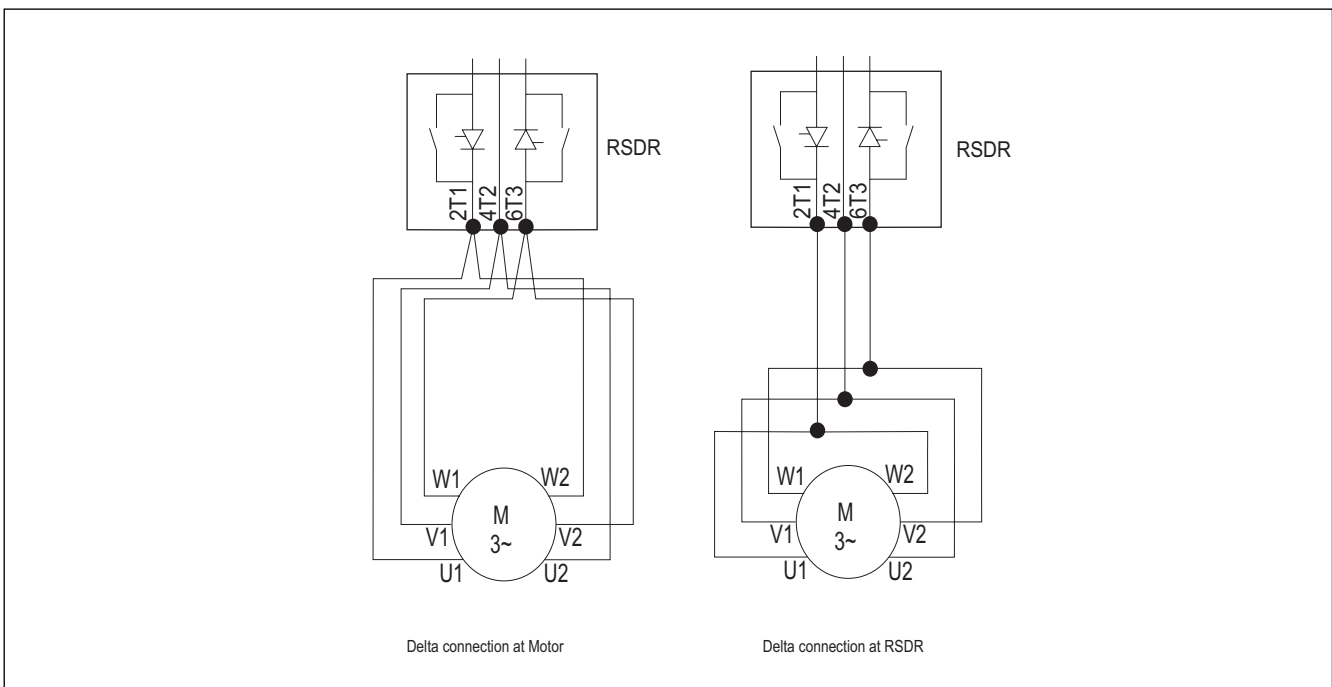 RSDR
2T1
4T2
6T3
W1
W2
M
3~
V1
V2
U1
U2
Delta connection at Motor
RSDR
2T1
4T2
6T3
W1
W2
M
3~
V1
V2
U1
U2
Delta connection at RSDR